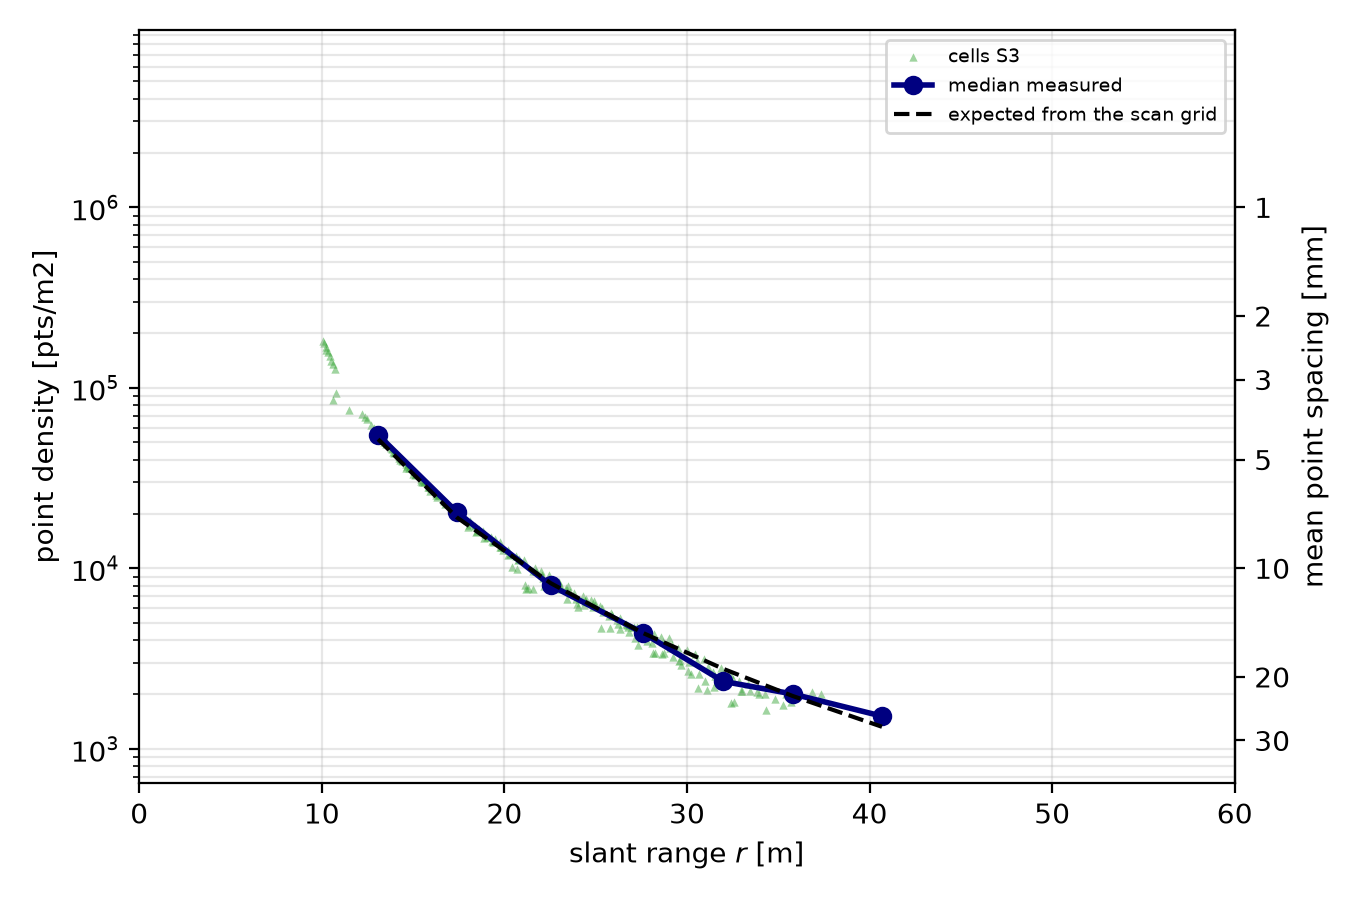 cells S3
median measured
expected from the scan grid
point density [pts/m2]
10⁶
10⁵
10⁴
10³
1
2
3
5
10
20
30
mean point spacing [mm]
0 10 20 30 40 50 60
slant range r [m]